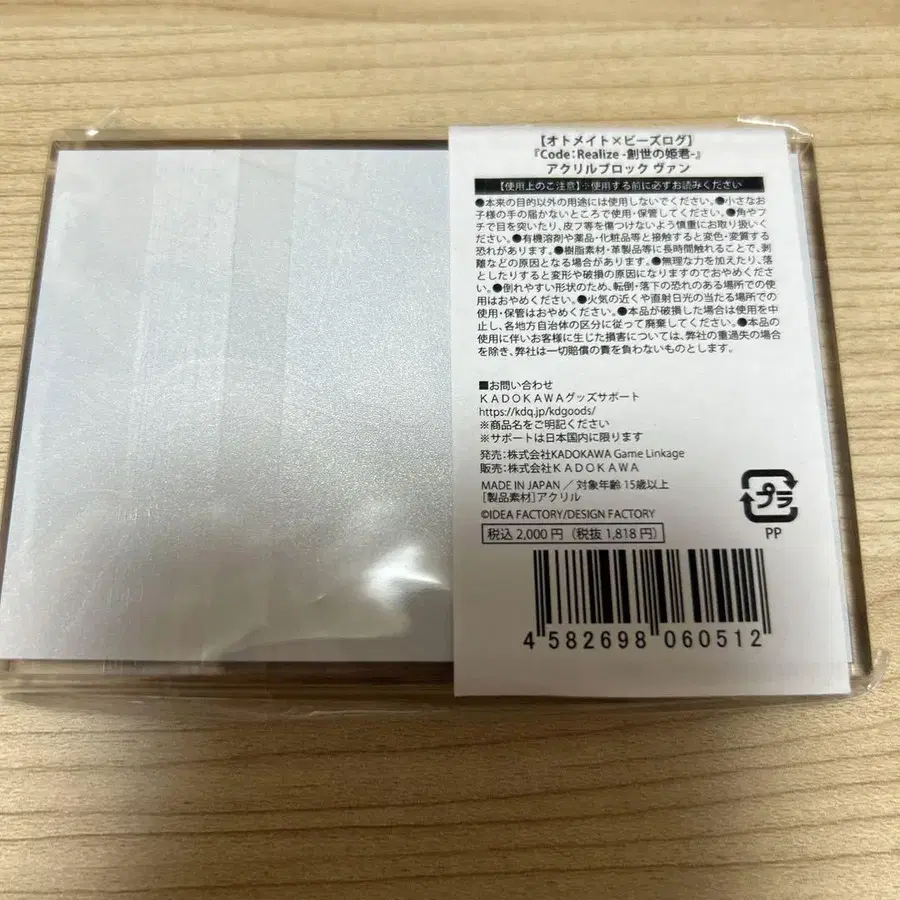 【オトメイト×ビーズログ】
『Code:Realize -創世の姫君-』
アクリルブロック ヴァン
【使用上のご注意】※使用する前に必ずお読みください
●本来の目的以外の用途には使用しないでください。●小さなお
子様の手の届かないところで使用・保管してください。●角やフ
チで目を突いたり、皮フ等を傷つけないよう慎重にお取り扱いく
ださい。●有機溶剤や薬品・化粧品等と接触すると変色・変質する
恐れがあります。●樹脂素材・革製品等に長時間触れることで、剥
離などの原因となる場合があります。●無理な力を加えたり、落
としたりすると変形や破損の原因になりますのでおやめくださ
い。●倒れやすい形状のため、転倒・落下の恐れのある場所での使
用はおやめください。●火気の近くや直射日光の当たる場所での
使用・保管はおやめください。●本品が破損した場合は使用を中
止し、各地方自治体の区分に従って廃棄してください。●本品の
使用に伴いお客様に生じた損害については、弊社の重過失の場合
を除き、弊社は一切賠償の責を負わないものとします。
■お問い合わせ
ＫＡＤＯＫＡＷＡグッズサポート
https://kdq.jp/kdgoods/
※商品名をご明記ください
※サポートは日本国内に限ります
発売：株式会社KADOKAWA Game Linkage
販売：株式会社ＫＡＤＯＫＡＷＡ
MADE IN JAPAN ／ 対象年齢 15歳以上
[製品素材]アクリル
©IDEA FACTORY/DESIGN FACTORY
税込 2,000 円（税抜 1,818 円）
プラ
PP
4 582698 060512